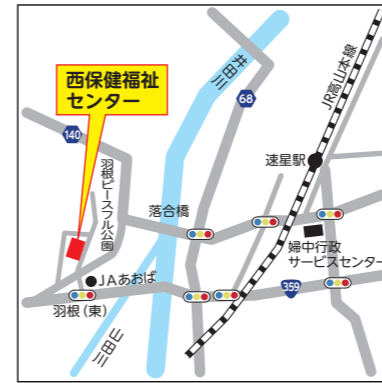 西保健福祉
センター
井田川
JR高山本線
68
140
羽根ピースフル公園
速星駅
落合橋
婦中行政
サービスセンター
JAあおば
359
羽根(東)
山田川